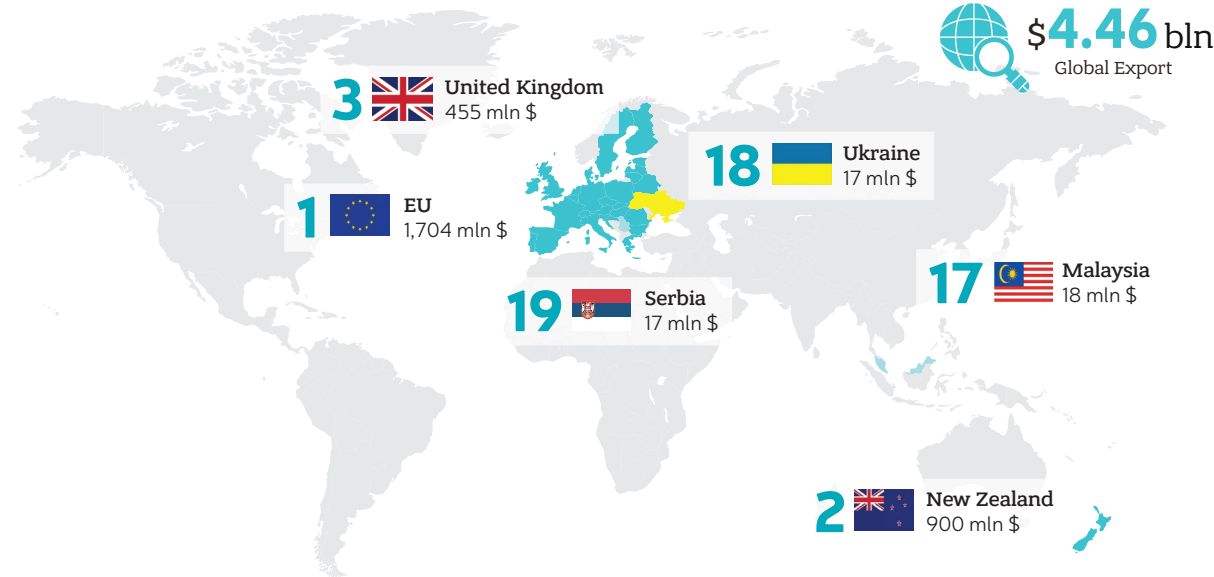 $4.46 bln
Global Export
3
United Kingdom
455 mln $
18
Ukraine
17 mln $
1
EU
1,704 mln $
17
Malaysia
18 mln $
19
Serbia
17 mln $
2
New Zealand
900 mln $